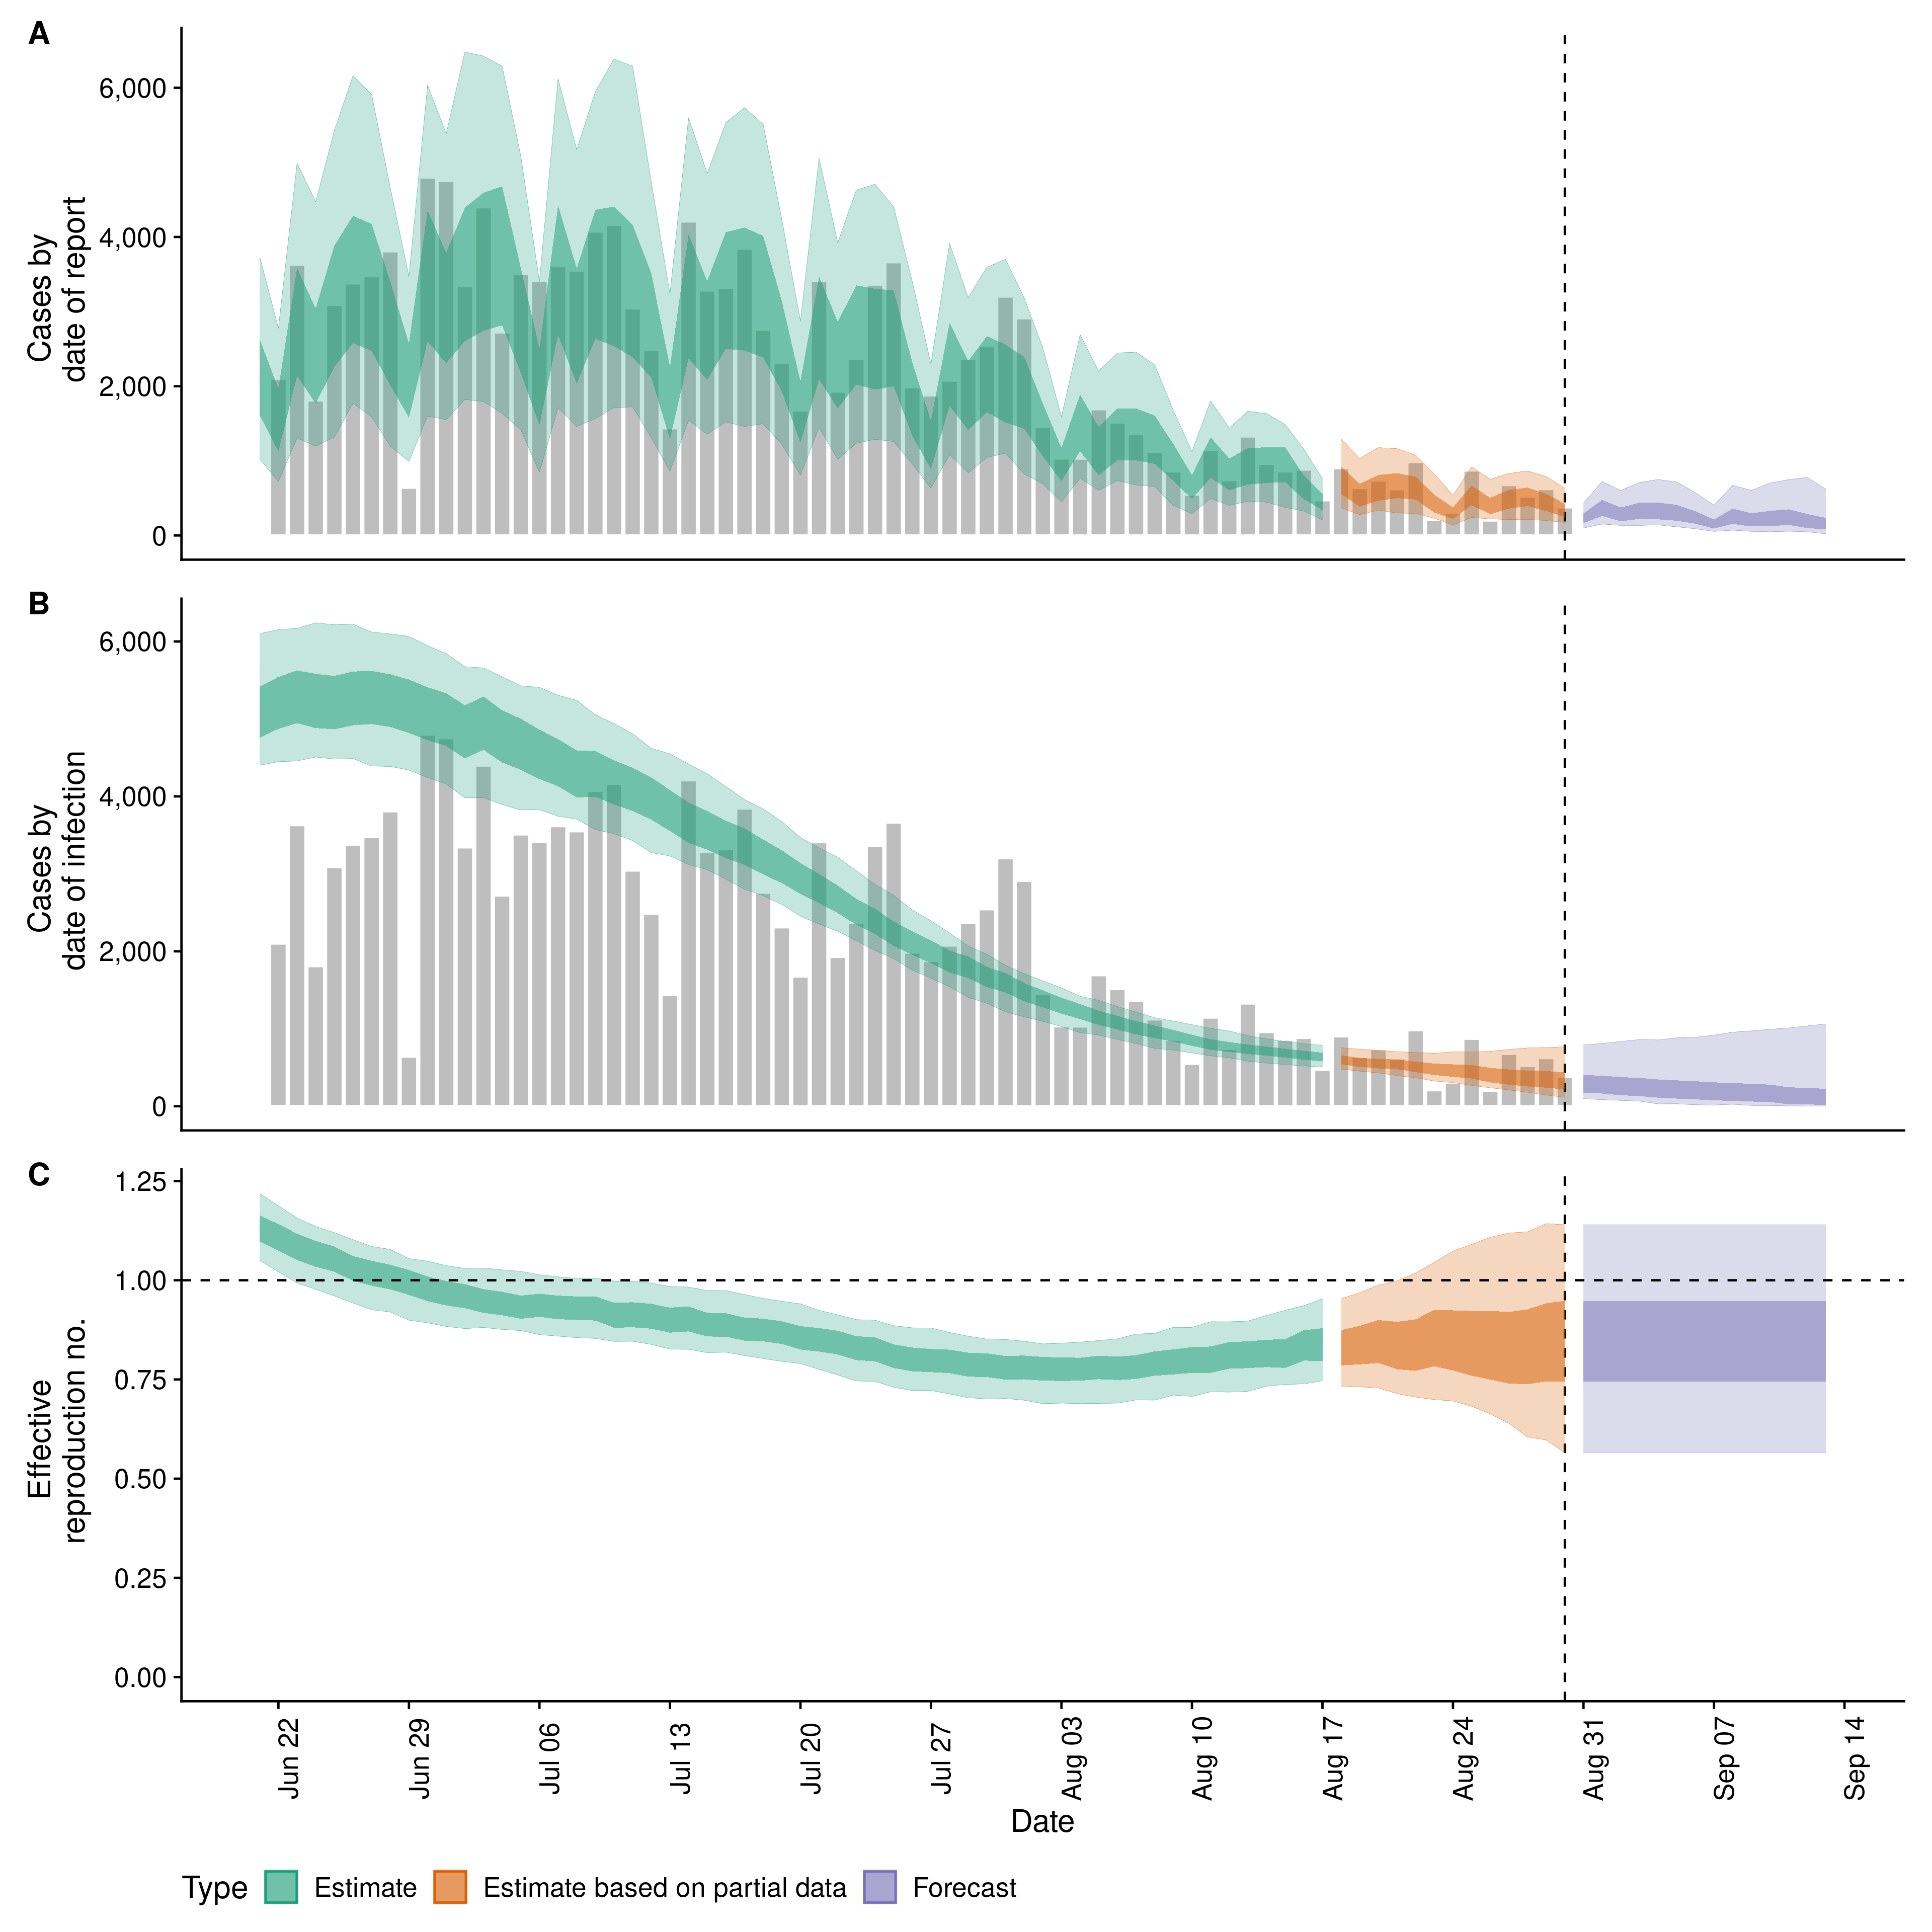 A
Cases by
date of report
6,000
4,000
2,000
0
B
Cases by
date of infection
6,000
4,000
2,000
0
C
Effective
reproduction no.
1.25
1.00
0.75
0.50
0.25
0.00
Jun 22
Jun 29
Jul 06
Jul 13
Jul 20
Jul 27
Aug 03
Aug 10
Aug 17
Aug 24
Aug 31
Sep 07
Sep 14
Date
Type Estimate Estimate based on partial data Forecast